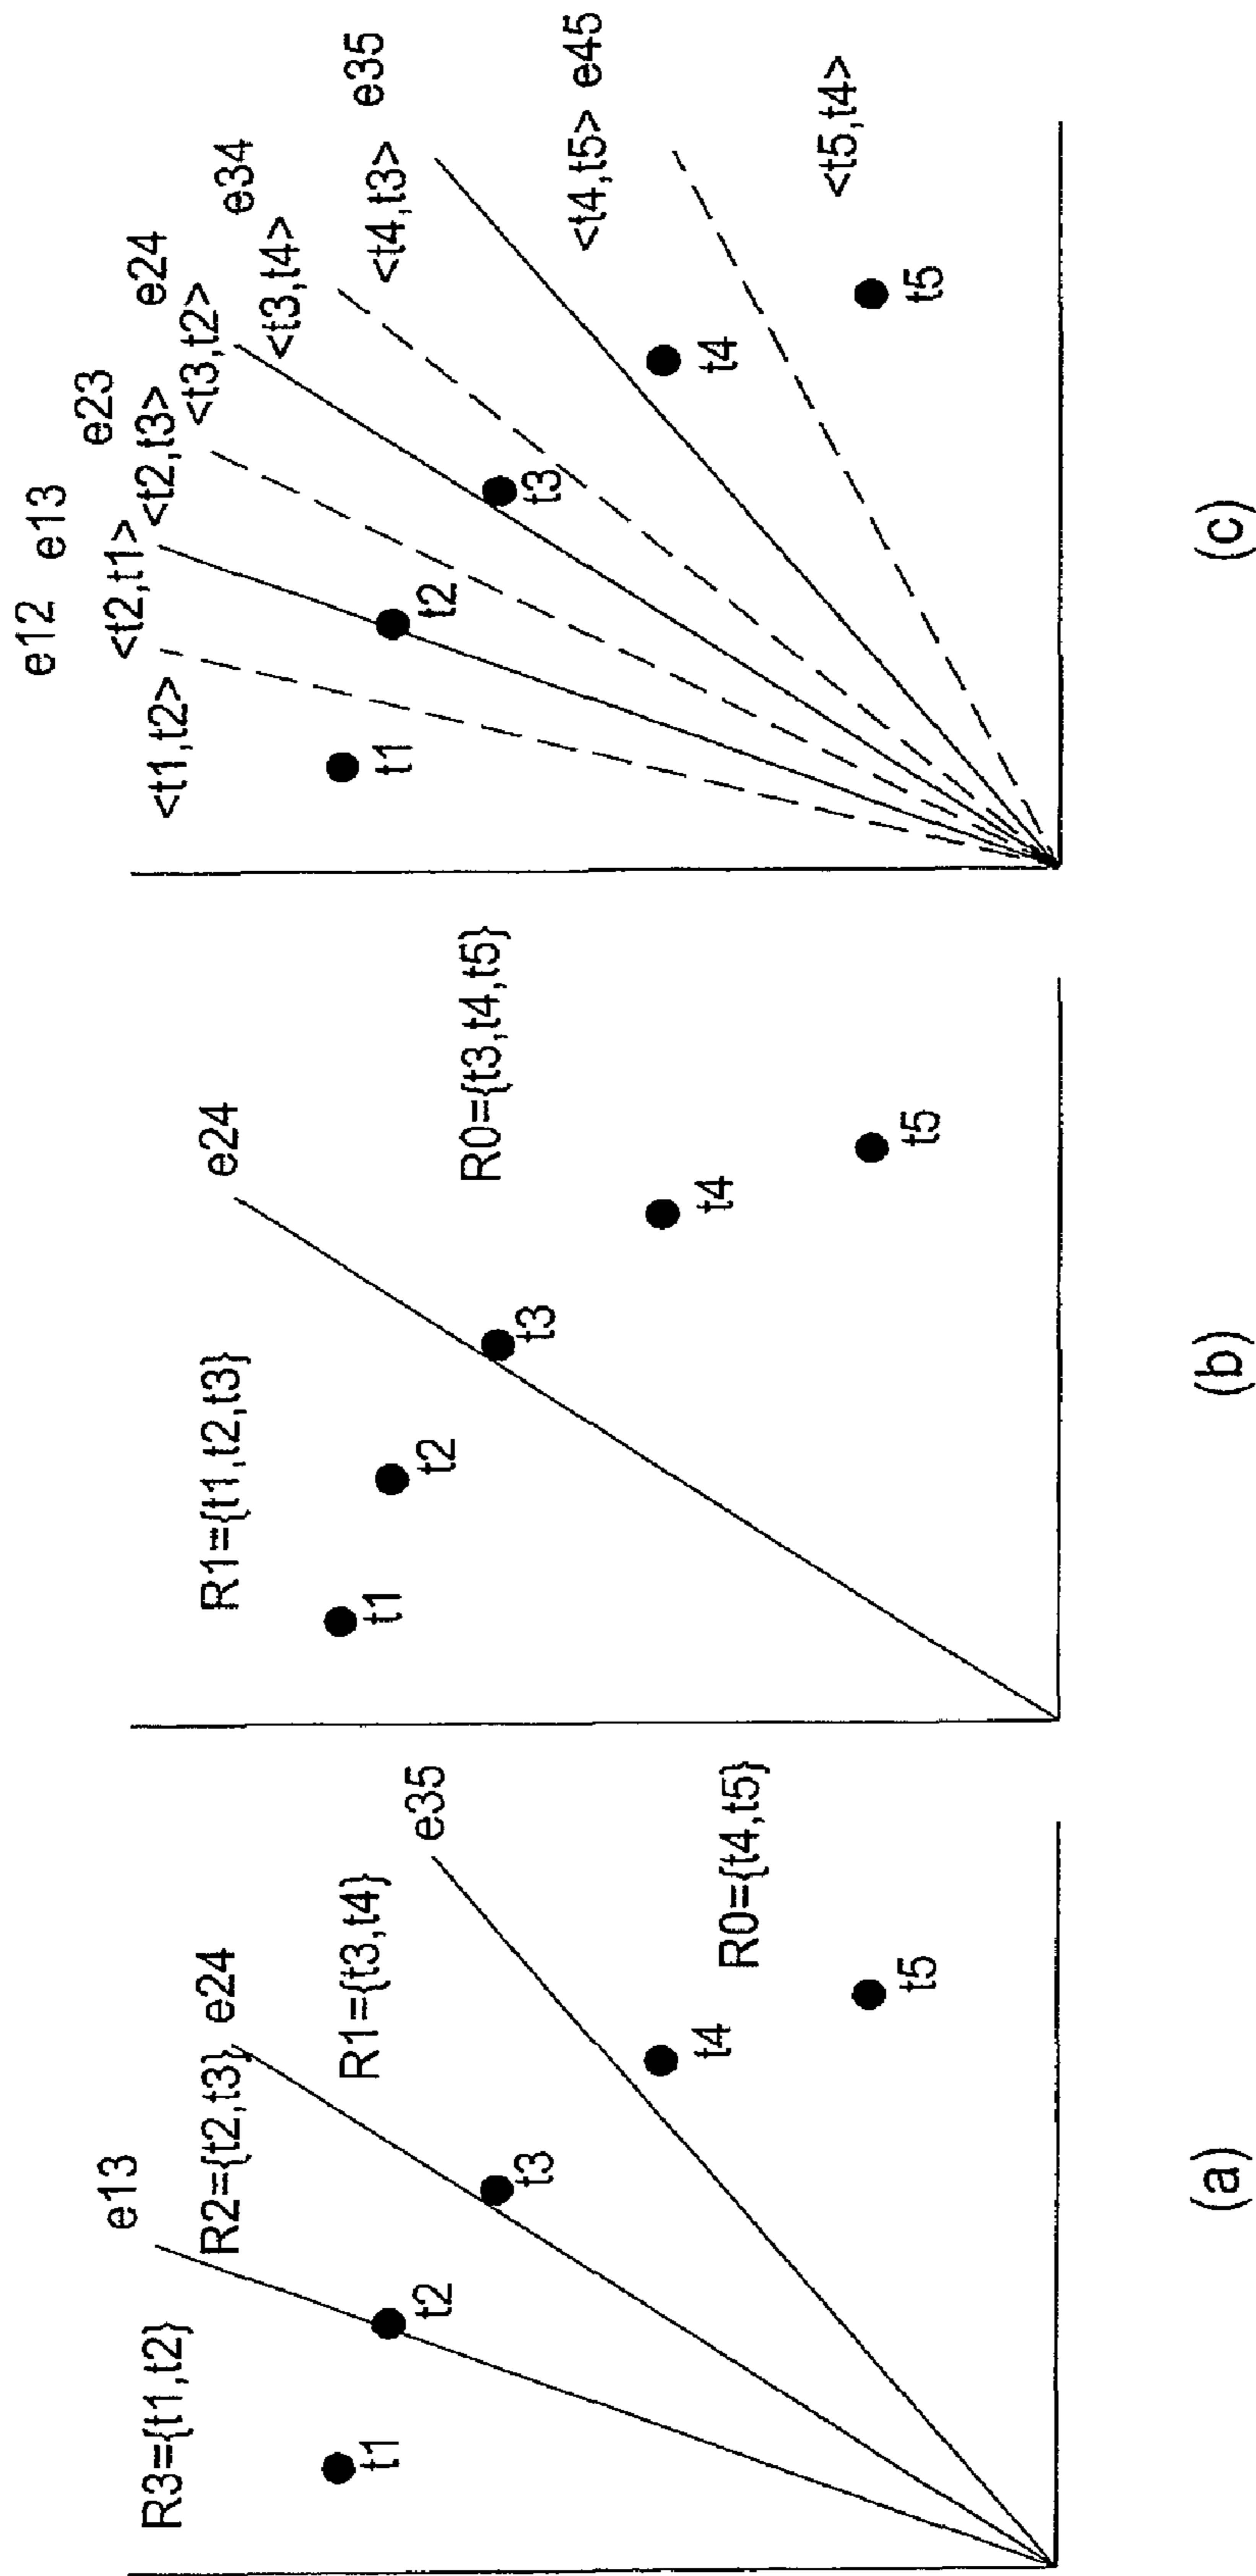 e13
R3={t1,t2}
R2={t2,t3}
e24
R1={t3,t4}
e35
t1
t2
t3
t4
R0={t4,t5}
t5
(a)
R1={t1,t2,t3}
e24
R0={t3,t4,t5}
t1
t2
t3
t4
t5
(b)
e12
e13
e23
e24
e34
e35
<t1,t2>
<t2,t1>
<t2,t3>
<t3,t2>
<t3,t4>
<t4,t3>
<t4,t5>
e45
<t5,t4>
t1
t2
t3
t4
t5
(c)